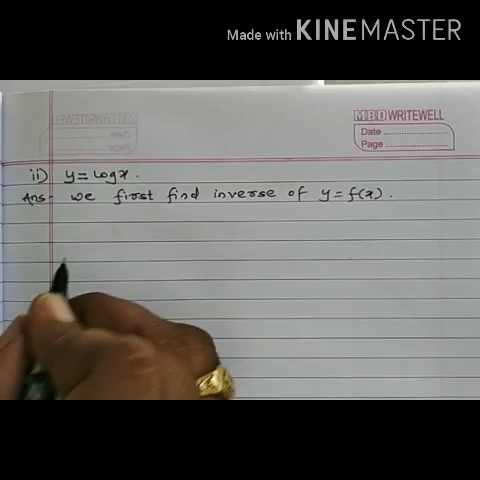 Made with KINEMASTER
MBD WRITEWELL
Date ....................
Page ....................
ii) y = logx.
Ans- we first find inverse of y = f(x).